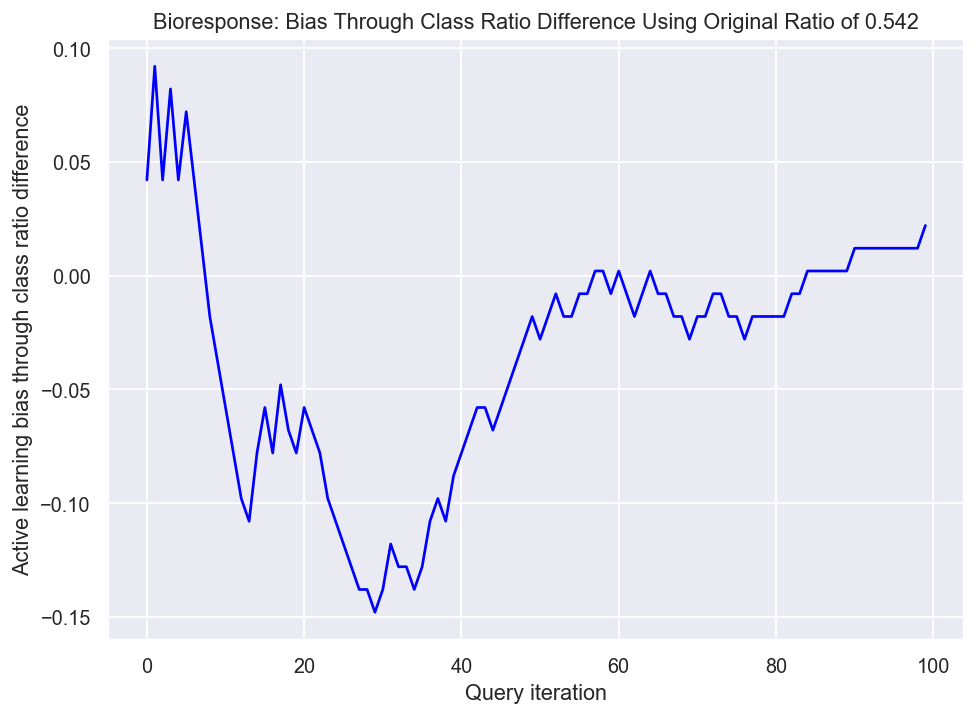 Bioresponse: Bias Through Class Ratio Difference Using Original Ratio of 0.542
Active learning bias through class ratio difference
0.10
0.05
0.00
−0.05
−0.10
−0.15
0 20 40 60 80 100
Query iteration